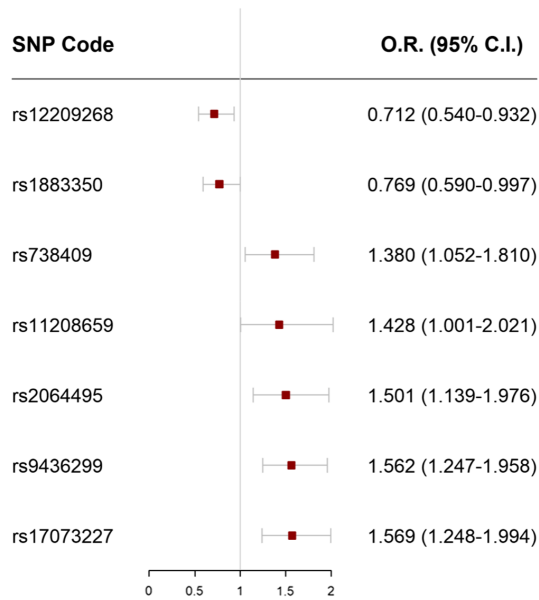 SNP Code O.R. (95% C.I.)
rs12209268 0.712 (0.540-0.932)
rs1883350 0.769 (0.590-0.997)
rs738409 1.380 (1.052-1.810)
rs11208659 1.428 (1.001-2.021)
rs2064495 1.501 (1.139-1.976)
rs9436299 1.562 (1.247-1.958)
rs17073227 1.569 (1.248-1.994)
0 0.5 1 1.5 2